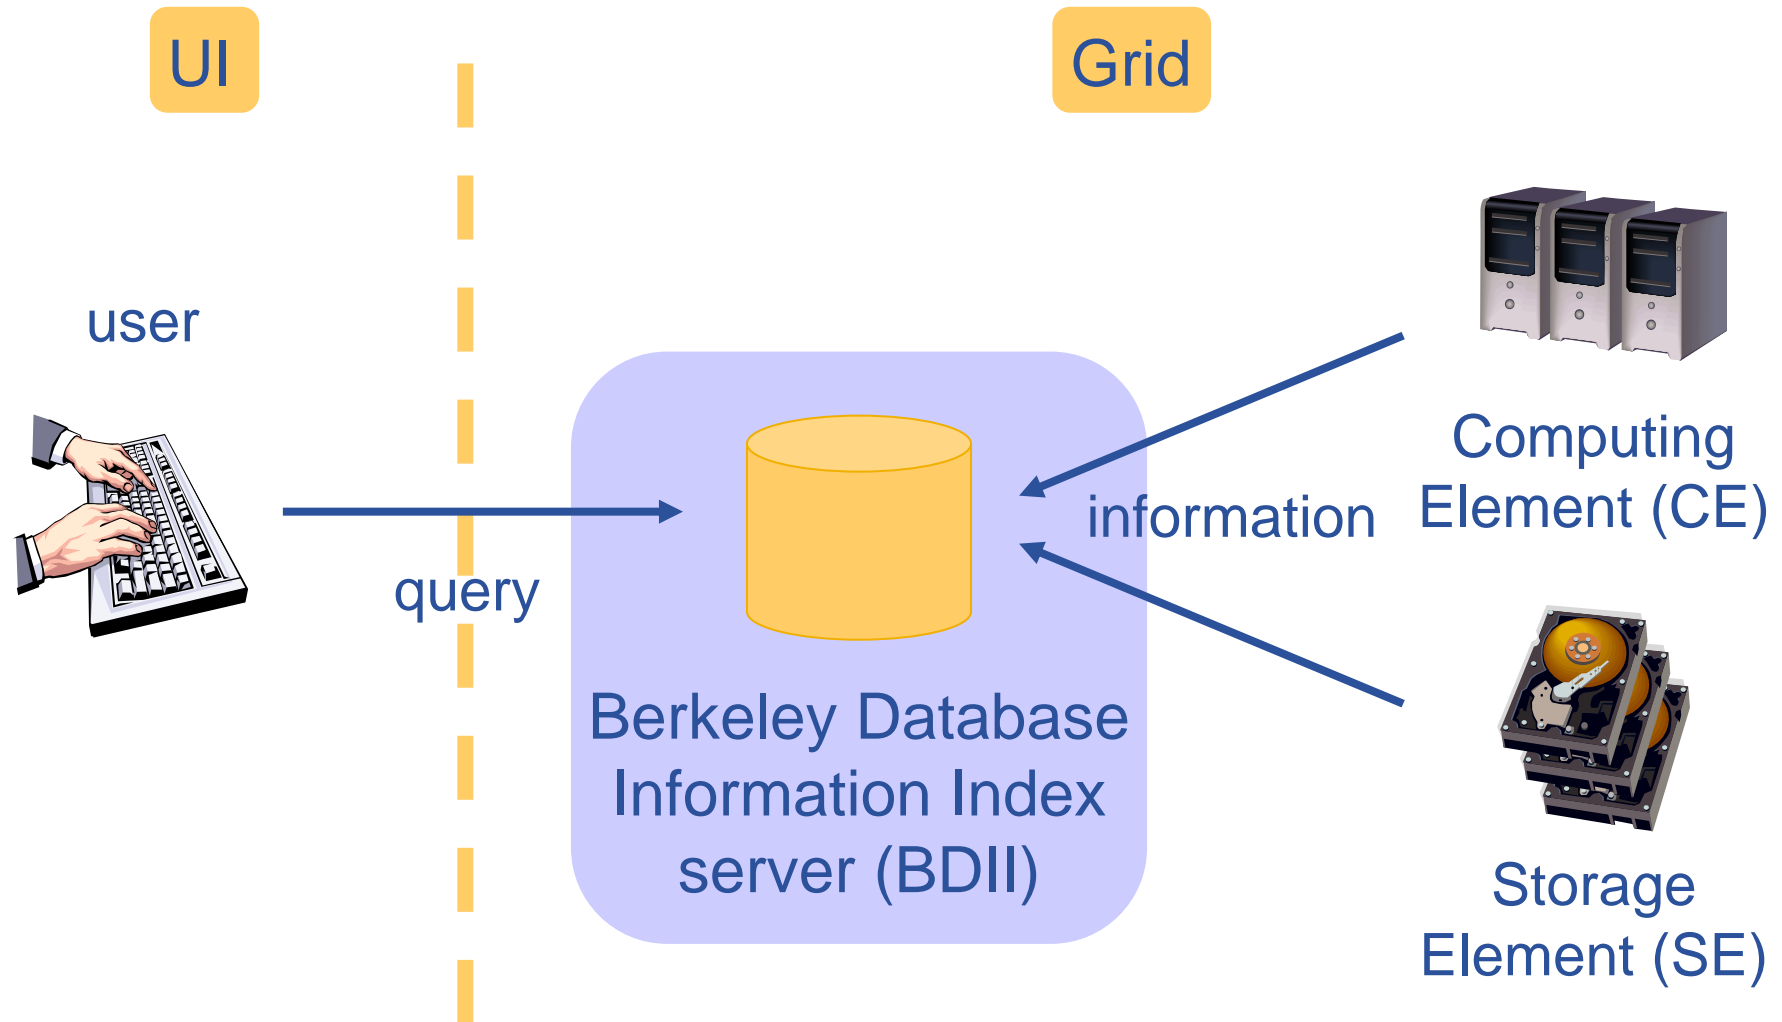 UI
Grid
user
query
Berkeley Database
Information Index
server (BDII)
information
Computing
Element (CE)
Storage
Element (SE)